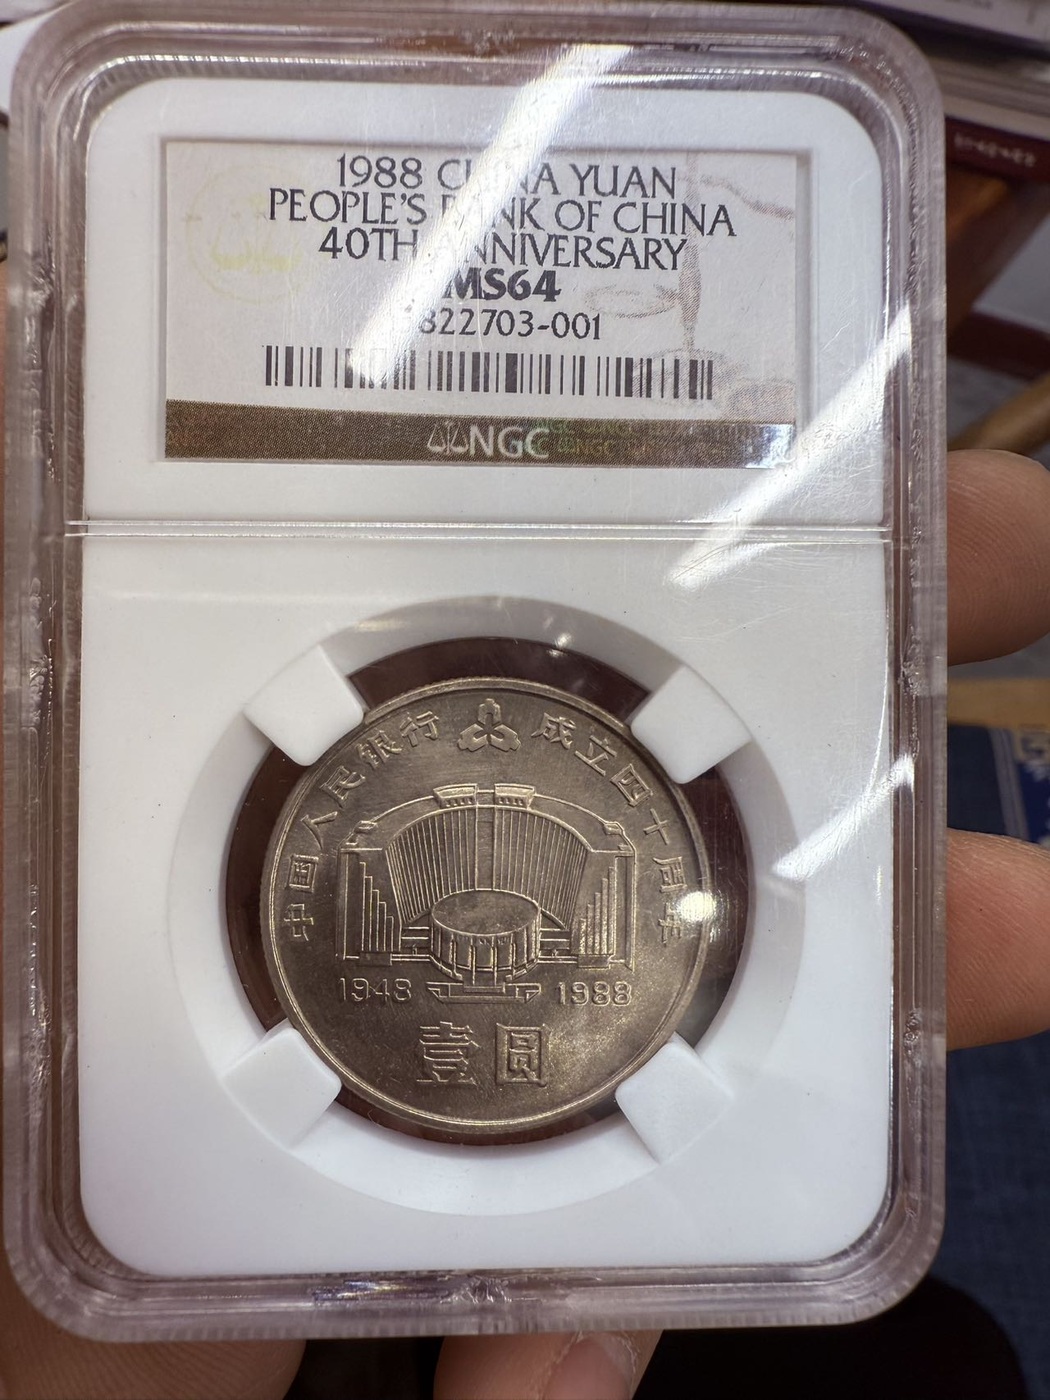 1988 CHINA YUAN
PEOPLE'S BANK OF CHINA
40TH ANNIVERSARY
MS64
822703-001
NGC
中国人民银行 成立四十周年
1948 1988
壹圆